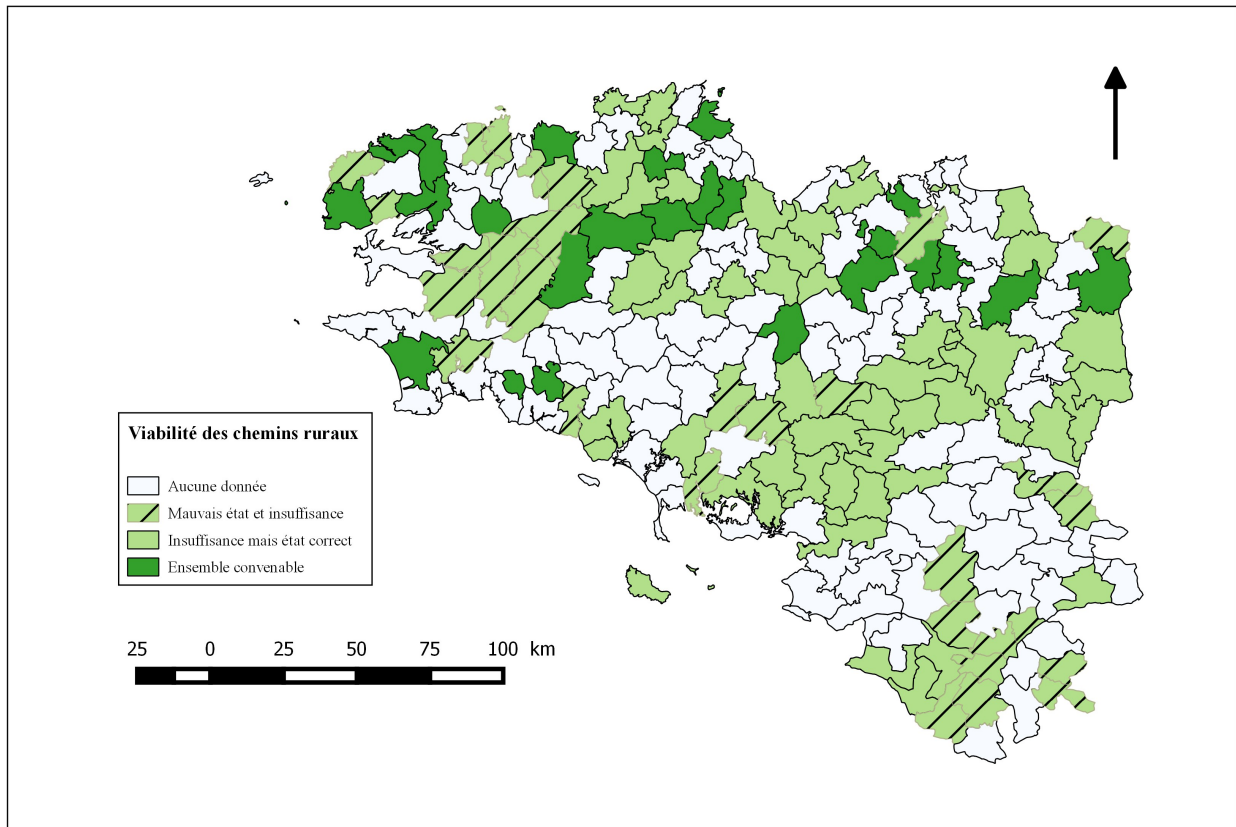 Viabilité des chemins ruraux
Aucune donnée
Mauvais état et insuffisance
Insuffisance mais état correct
Ensemble convenable
25 0 25 50 75 100 km